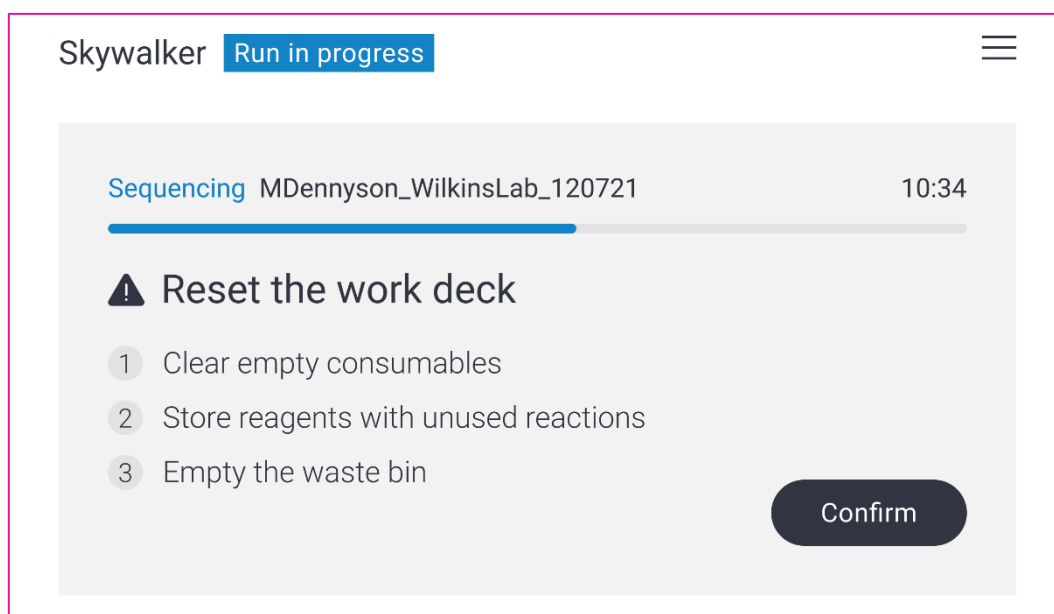 Skywalker Run in progress
Sequencing MDennyson_WilkinsLab_120721 10:34
Reset the work deck
1 Clear empty consumables
2 Store reagents with unused reactions
3 Empty the waste bin
Confirm